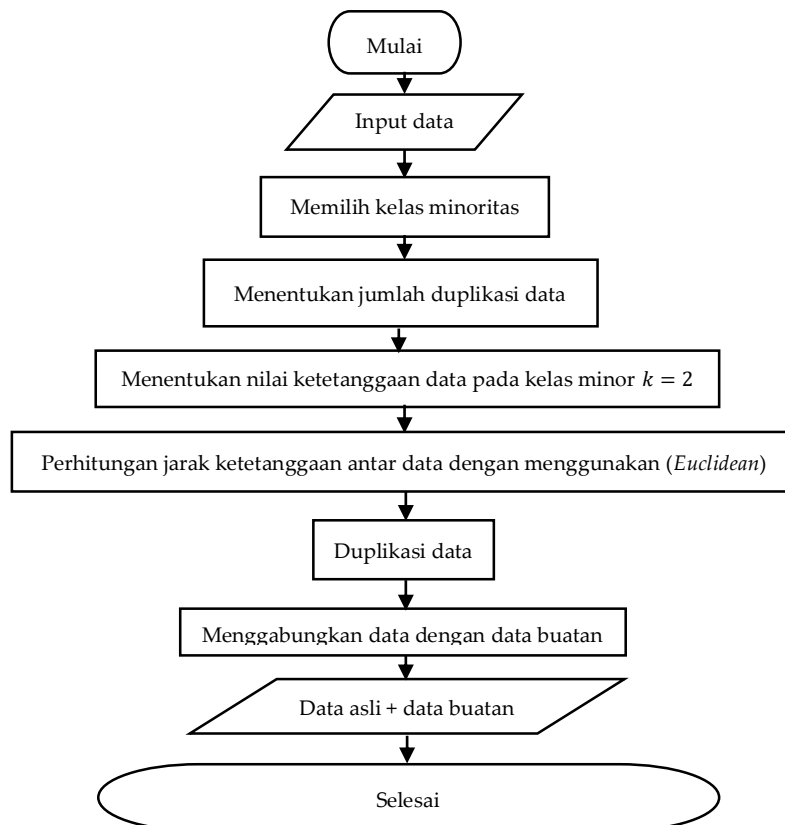 Mulai
Input data
Memilih kelas minoritas
Menentukan jumlah duplikasi data
Menentukan nilai ketetanggaan data pada kelas minor k = 2
Perhitungan jarak ketetanggaan antar data dengan menggunakan (Euclidean)
Duplikasi data
Menggabungkan data dengan data buatan
Data asli + data buatan
Selesai